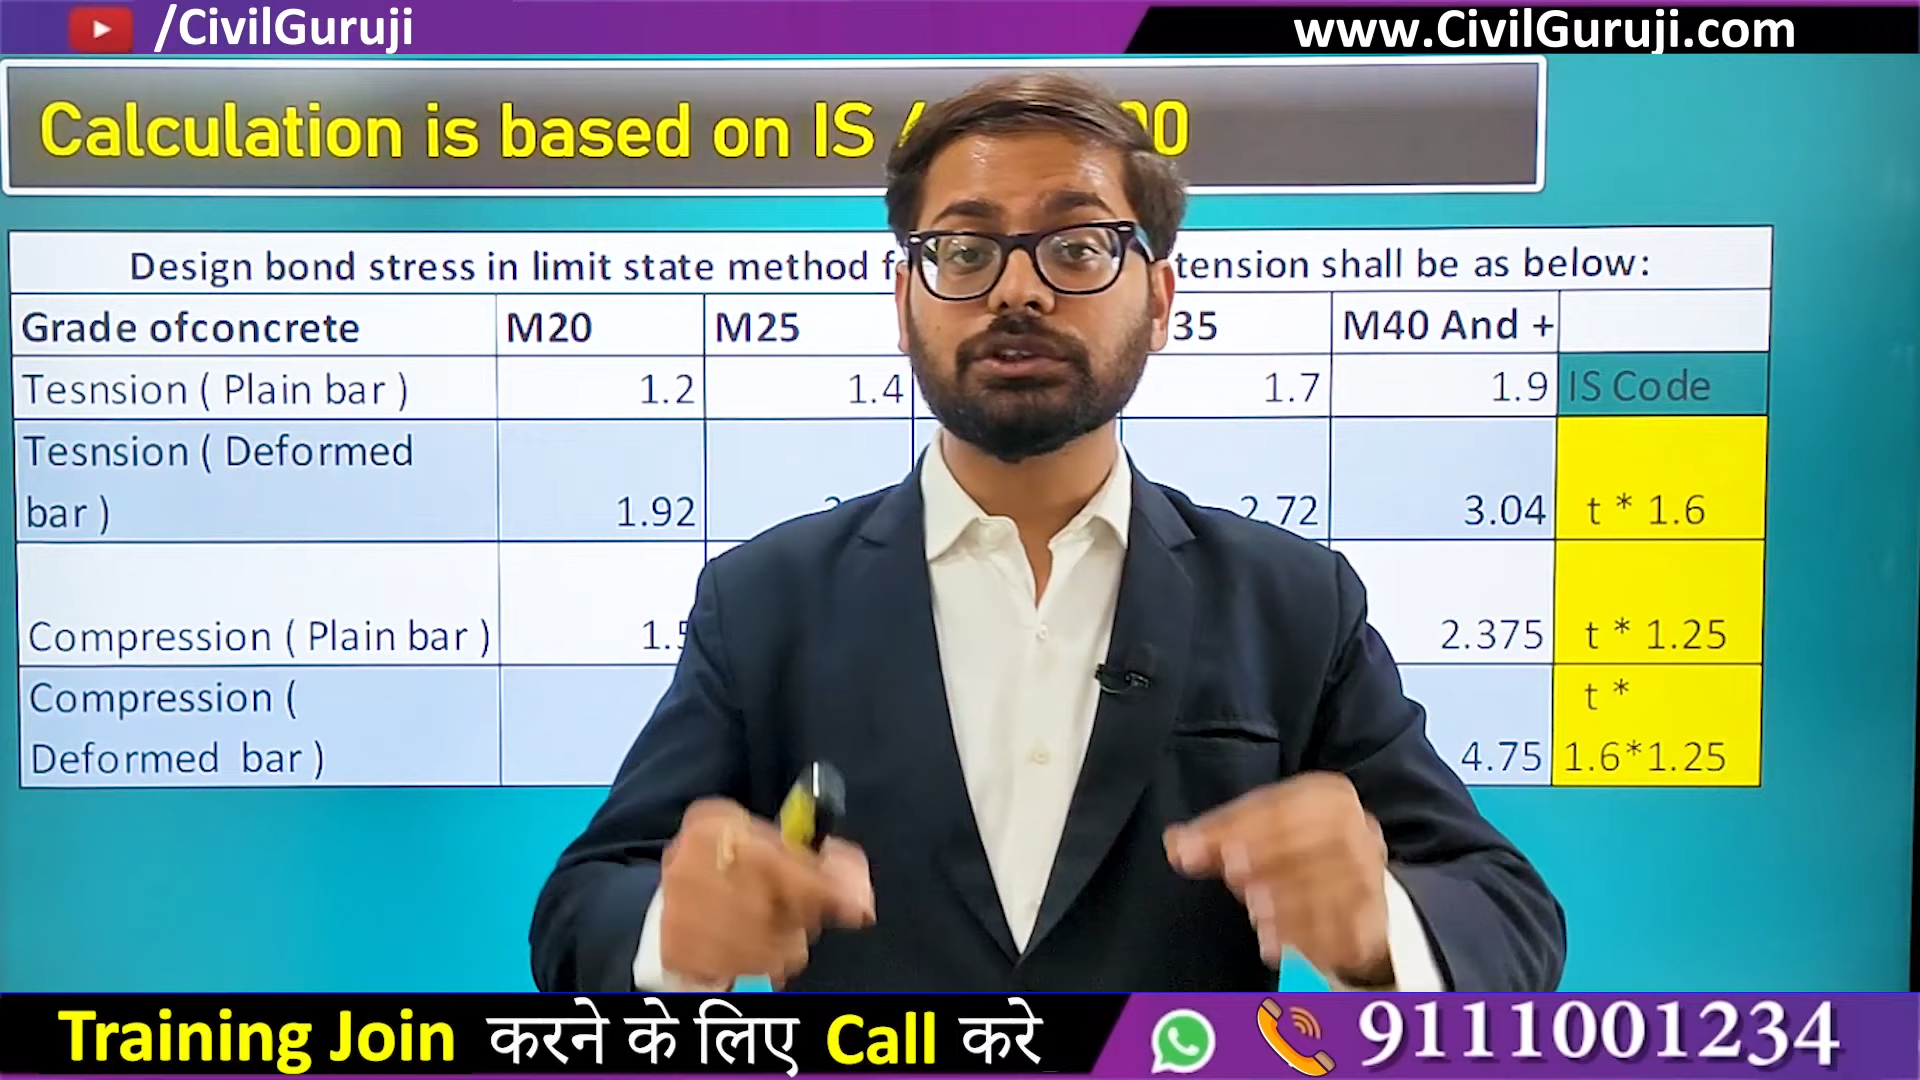 /CivilGuruji
www.CivilGuruji.com
Calculation is based on IS
Design bond stress in limit state method tension shall be as below:
Grade ofconcrete M20 M25 35 M40 And +
Tesnsion ( Plain bar ) 1.2 1.4 1.7 1.9 IS Code
Tesnsion ( Deformed
bar ) 1.92 2.72 3.04 t * 1.6
Compression ( Plain bar ) 2.375 t * 1.25
Compression ( t *
Deformed bar ) 4.75 1.6*1.25
Training Join करने के लिए Call करे 9111001234